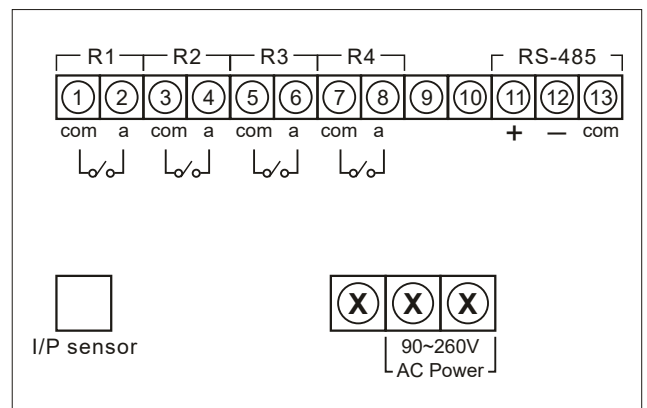 R1 R2 R3 R4 RS-485
1 2 3 4 5 6 7 8 9 10 11 12 13
com a com a com a com a + — com
X X X
I/P sensor
90~260V
AC Power